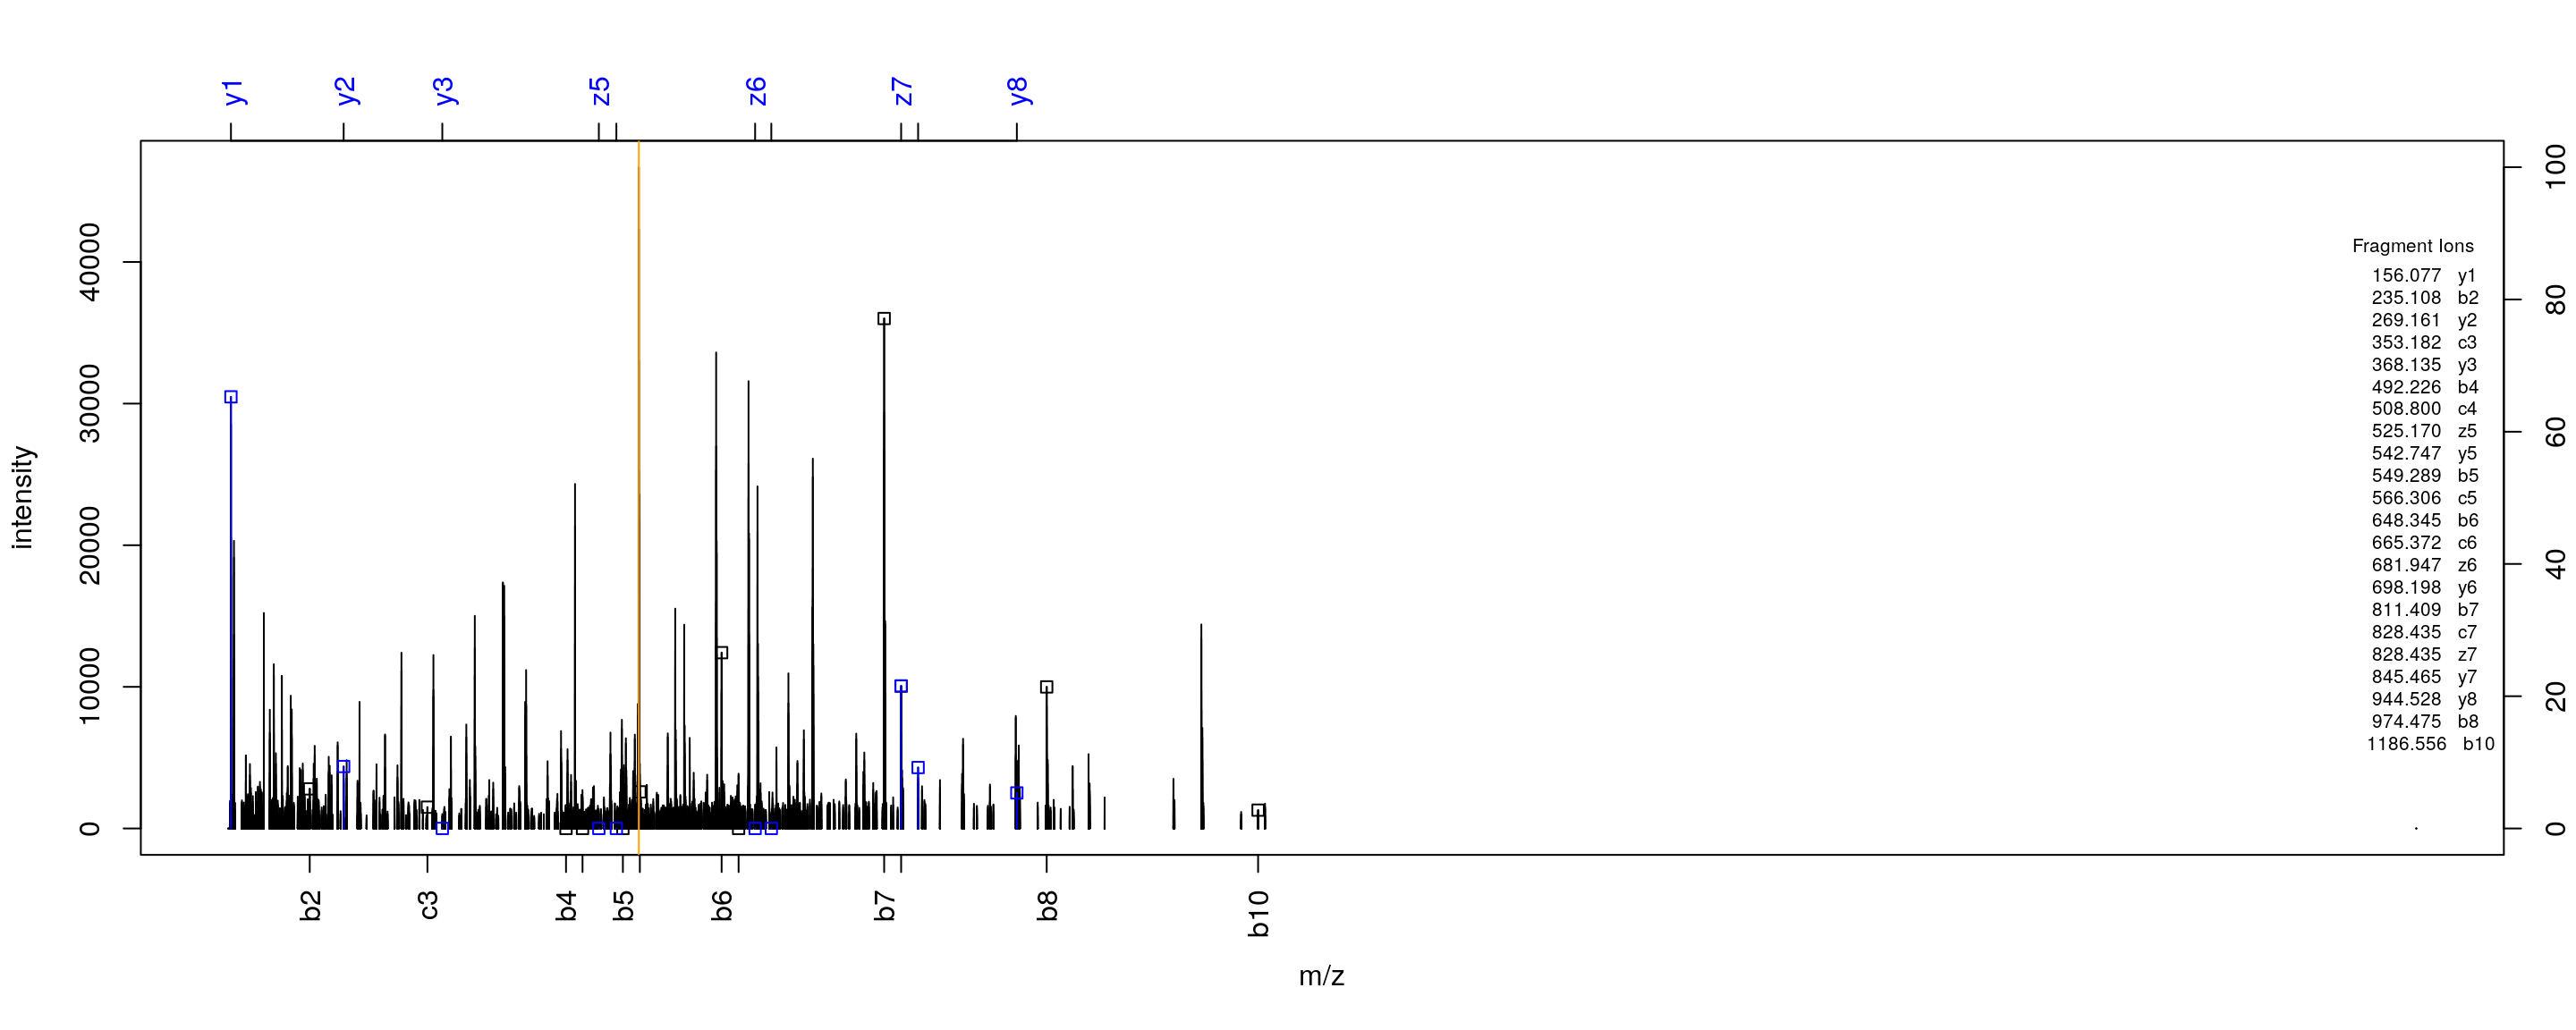 y1 y2 y3 z5 z6 z7 y8
intensity
0 10000 20000 30000 40000
0 20 40 60 80 100
Fragment Ions
156.077 y1
235.108 b2
269.161 y2
353.182 c3
368.135 y3
492.226 b4
508.800 c4
525.170 z5
542.747 y5
549.289 b5
566.306 c5
648.345 b6
665.372 c6
681.947 z6
698.198 y6
811.409 b7
828.435 c7
828.435 z7
845.465 y7
944.528 y8
974.475 b8
1186.556 b10
b2 c3 b4 b5 b6 b7 b8 b10
m/z